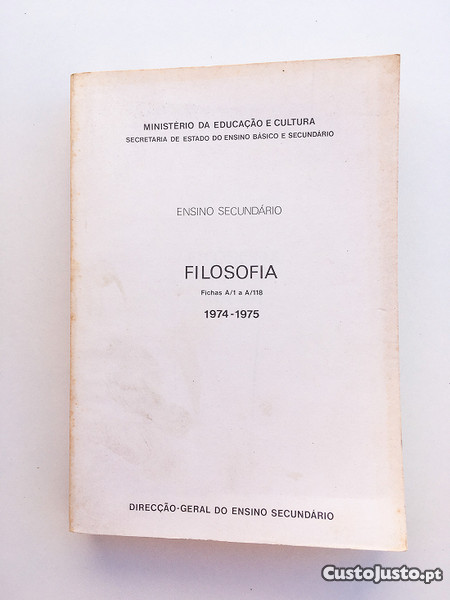 MINISTÉRIO DA EDUCAÇÃO E CULTURA
SECRETARIA DE ESTADO DO ENSINO BÁSICO E SECUNDÁRIO
ENSINO SECUNDÁRIO
FILOSOFIA
Fichas A/1 a A/118
1974-1975
DIRECÇÃO-GERAL DO ENSINO SECUNDÁRIO
CustoJusto.pt